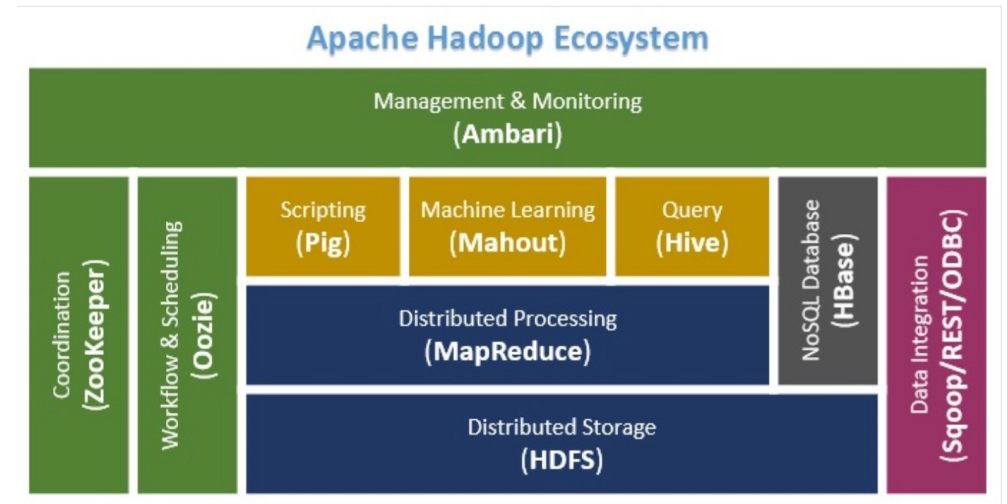 Apache Hadoop Ecosystem
Management & Monitoring
(Ambari)
Coordination
(ZooKeeper)
Workflow & Scheduling
(Oozie)
Scripting
(Pig)
Machine Learning
(Mahout)
Query
(Hive)
NoSQL Database
(HBase)
Data Integration
(Sqoop/REST/ODBC)
Distributed Processing
(MapReduce)
Distributed Storage
(HDFS)